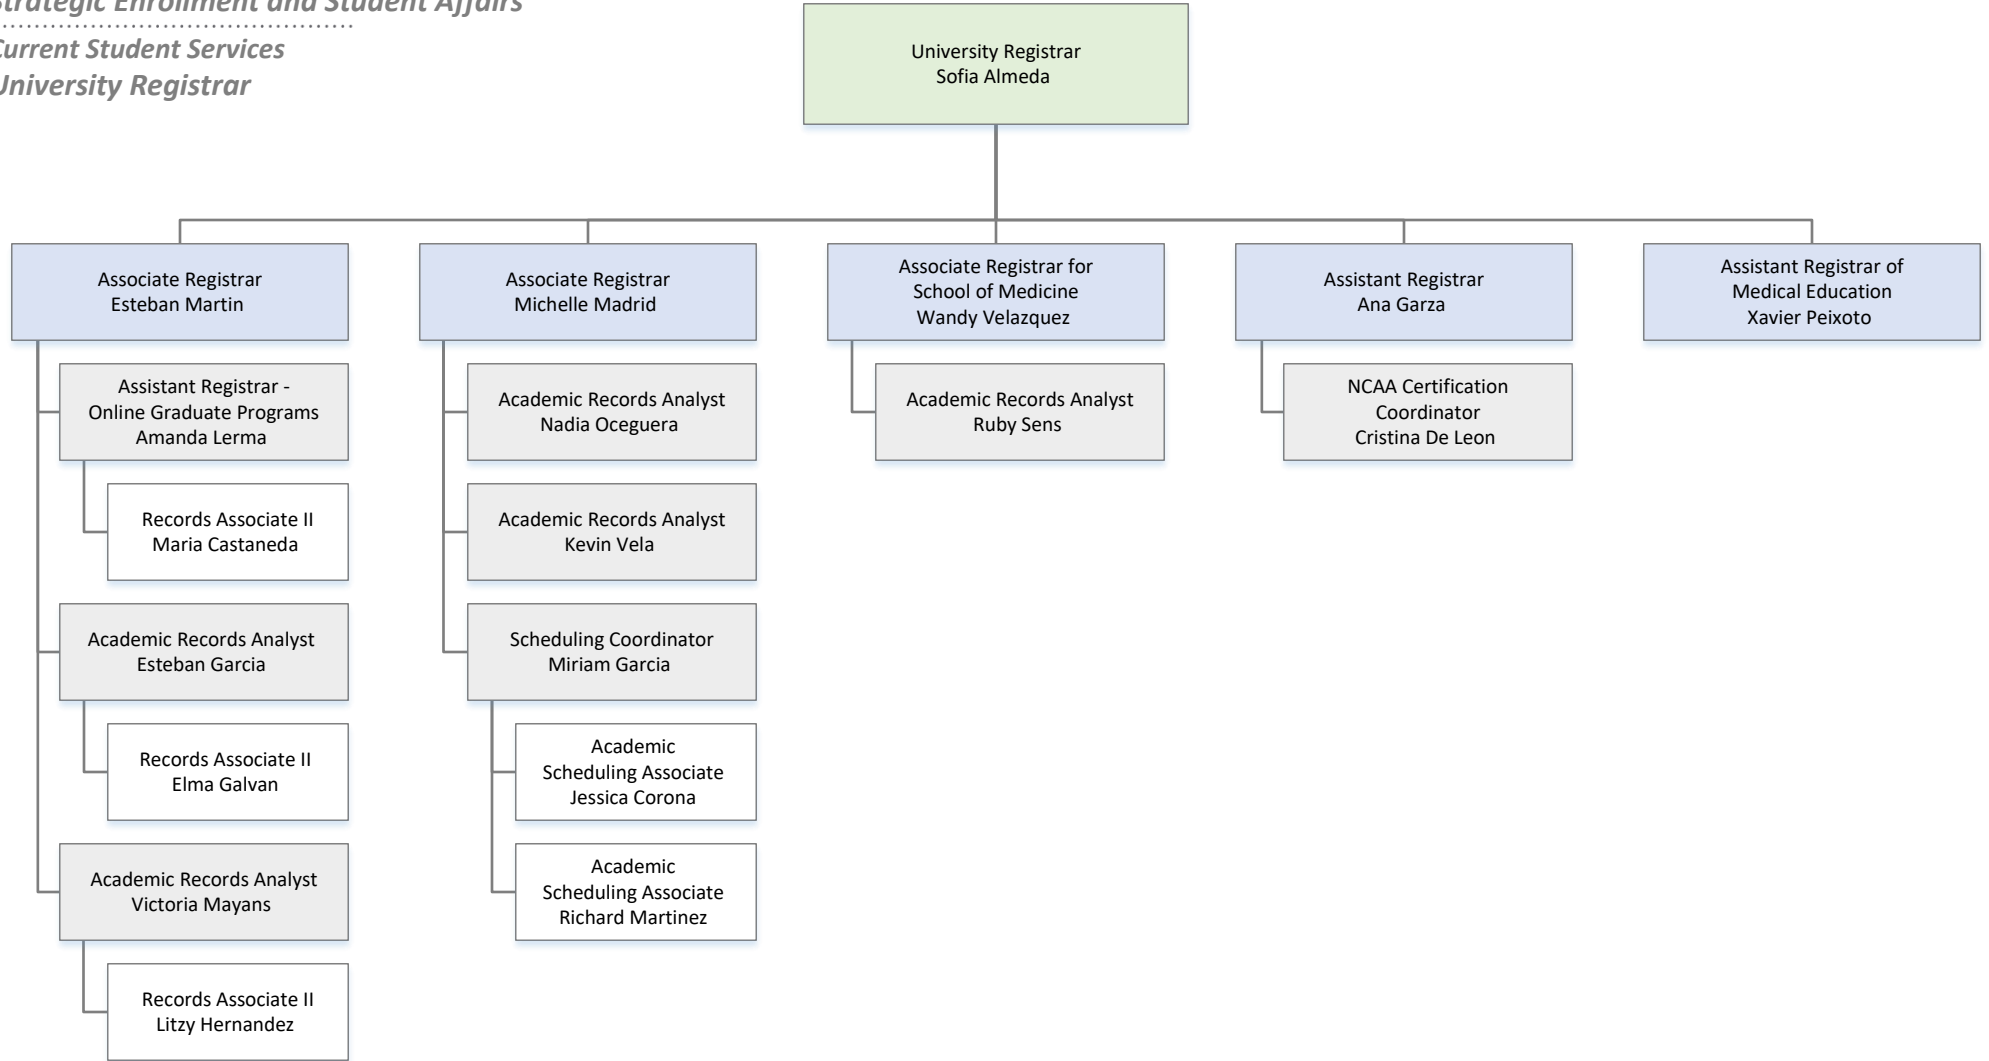 Strategic Enrollment and Student Affairs
Current Student Services
University Registrar
University Registrar
Sofia Almeda
Associate Registrar
Esteban Martin
Assistant Registrar -
Online Graduate Programs
Amanda Lerma
Records Associate II
Maria Castaneda
Academic Records Analyst
Esteban Garcia
Records Associate II
Elma Galvan
Academic Records Analyst
Victoria Mayans
Records Associate II
Litzy Hernandez
Associate Registrar
Michelle Madrid
Academic Records Analyst
Nadia Oceguera
Academic Records Analyst
Kevin Vela
Scheduling Coordinator
Miriam Garcia
Academic
Scheduling Associate
Jessica Corona
Academic
Scheduling Associate
Richard Martinez
Associate Registrar for
School of Medicine
Wandy Velazquez
Academic Records Analyst
Ruby Sens
Assistant Registrar
Ana Garza
NCAA Certification
Coordinator
Cristina De Leon
Assistant Registrar of
Medical Education
Xavier Peixoto